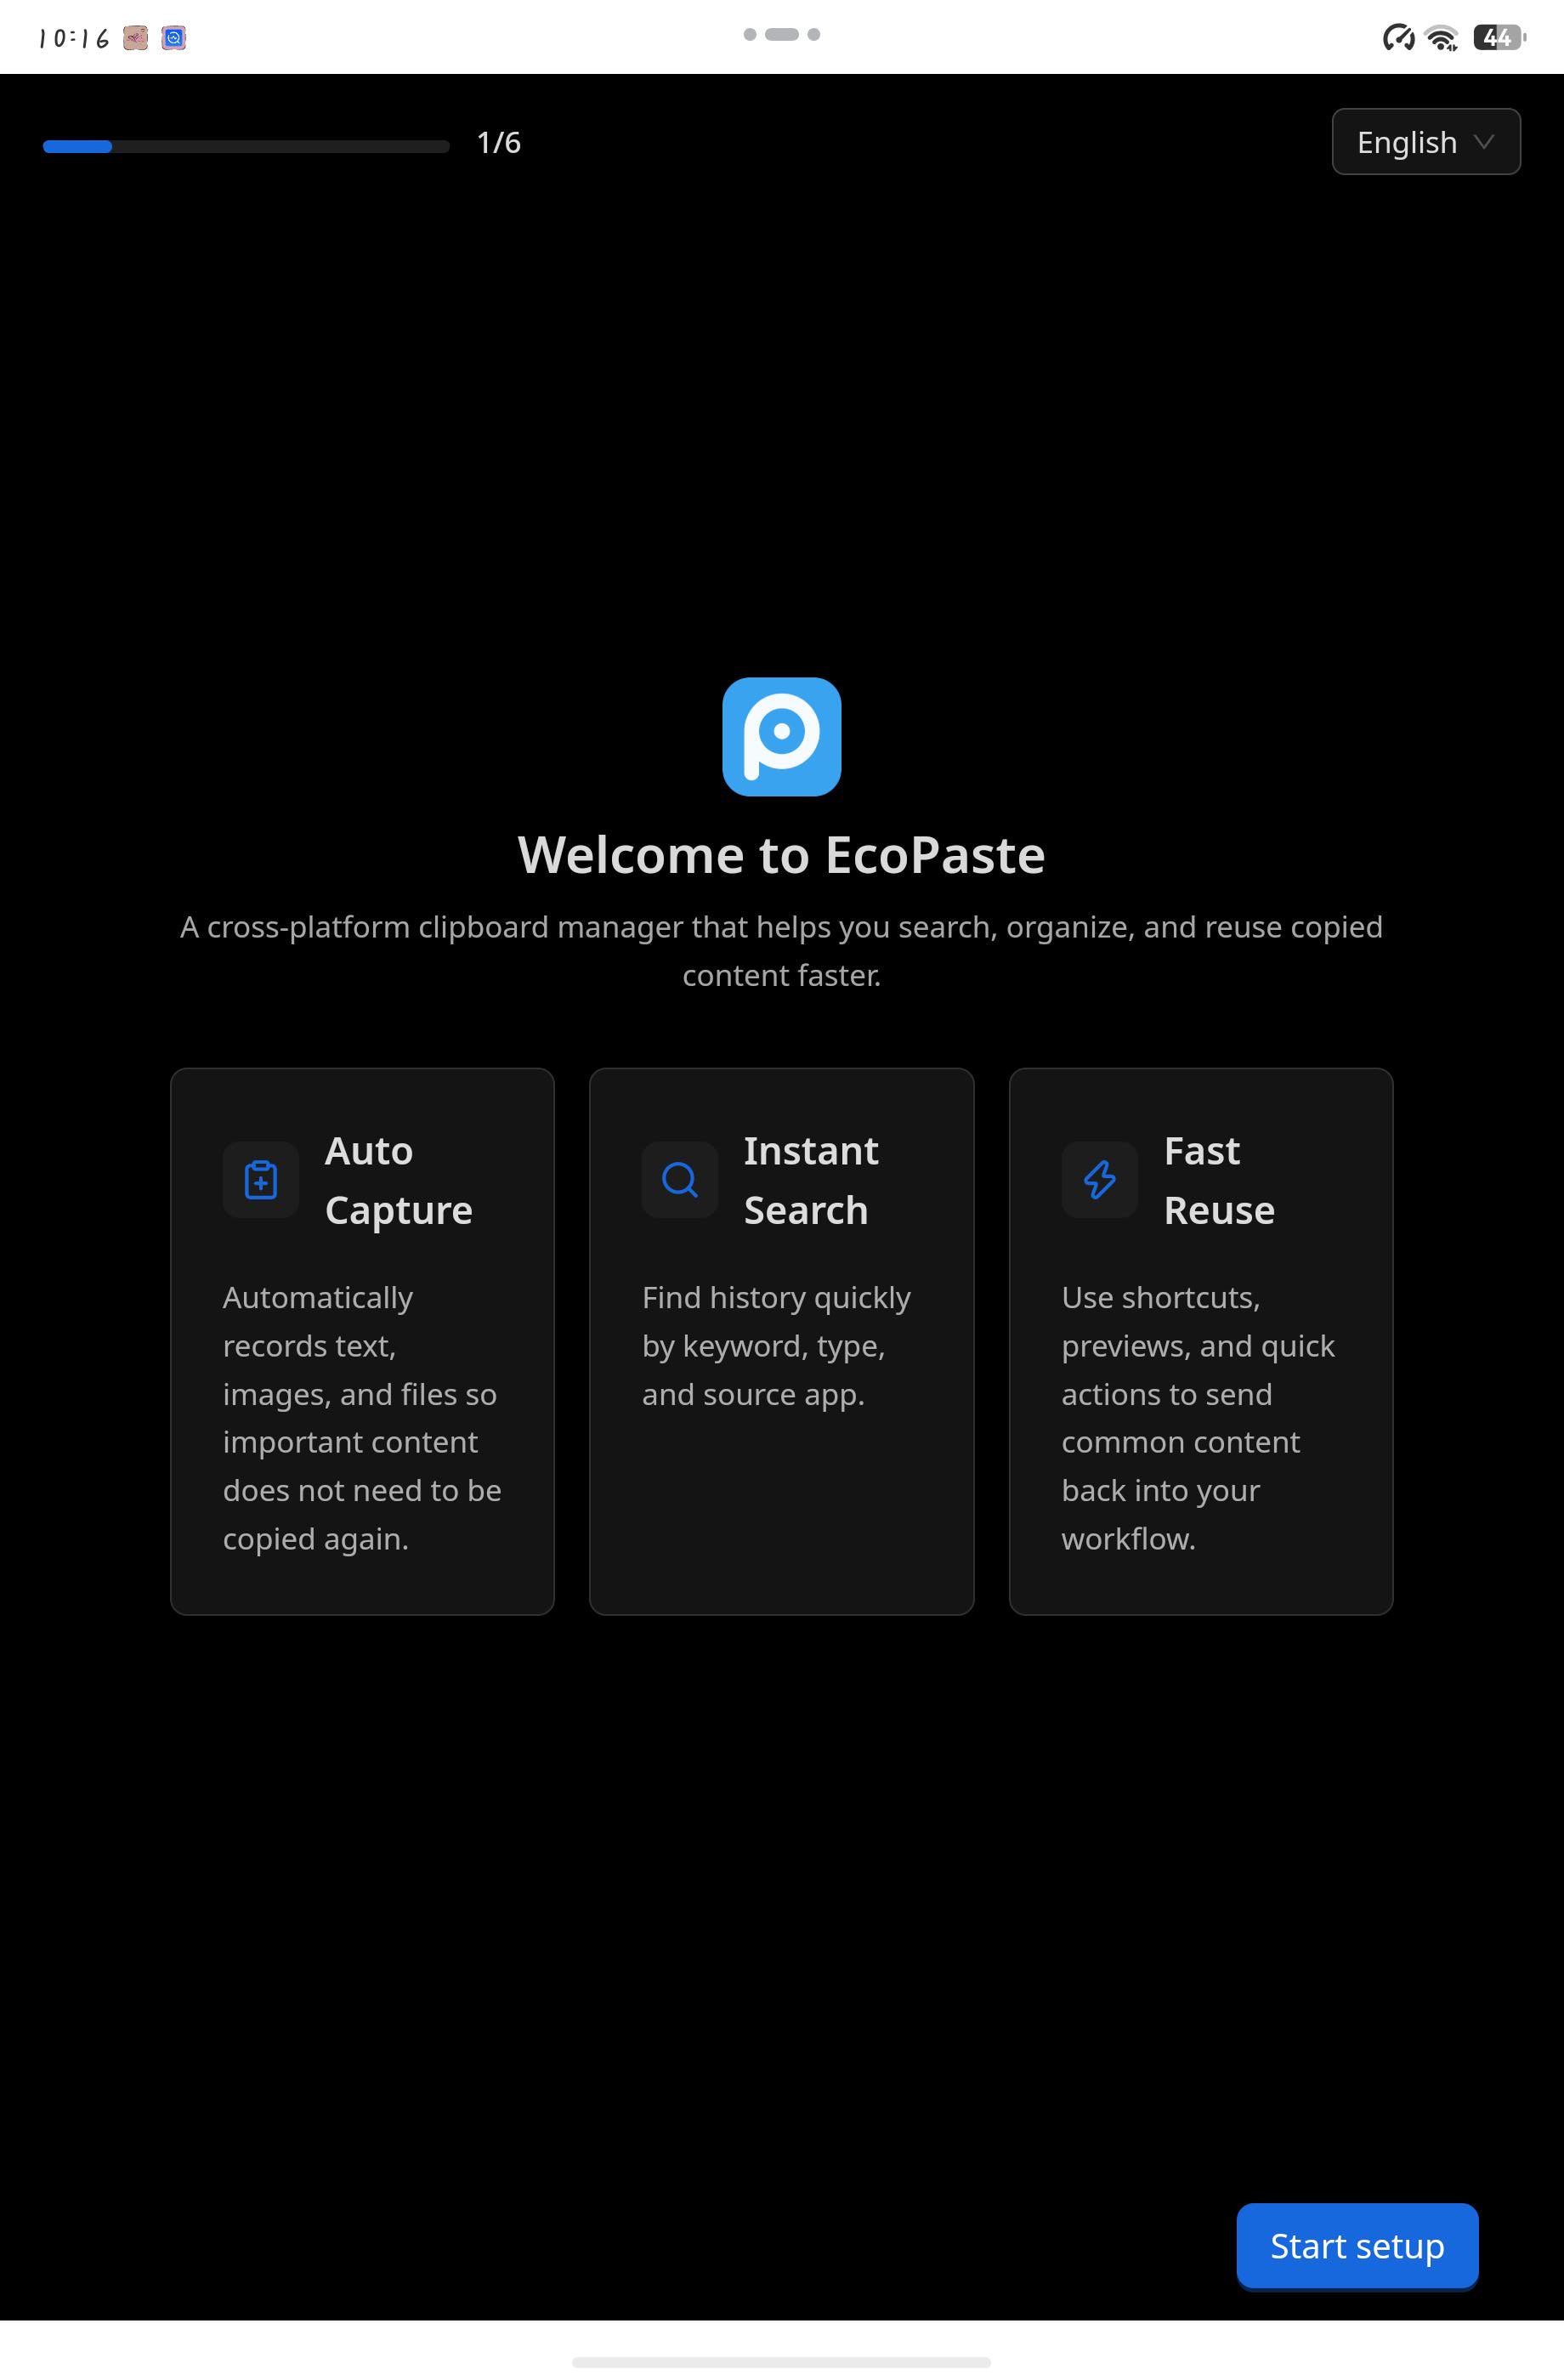 10:16
44
1/6
English
Welcome to EcoPaste
A cross-platform clipboard manager that helps you search, organize, and reuse copied
content faster.
Auto
Capture
Automatically
records text,
images, and files so
important content
does not need to be
copied again.
Instant
Search
Find history quickly
by keyword, type,
and source app.
Fast
Reuse
Use shortcuts,
previews, and quick
actions to send
common content
back into your
workflow.
Start setup